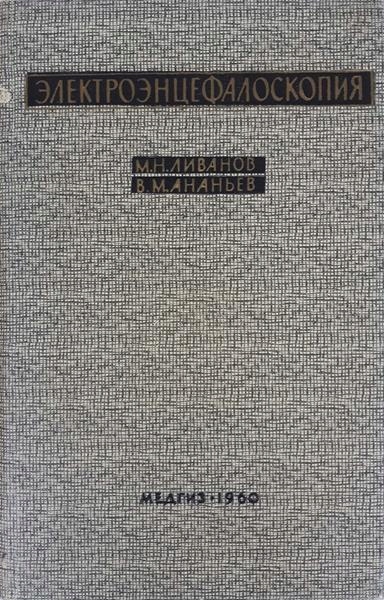 ЭЛЕКТРОЭНЦЕФАЛОСКОПИЯ
М.Н.ЛИВАНОВ
В.М.АНАНЬЕВ
МЕДГИЗ·1960